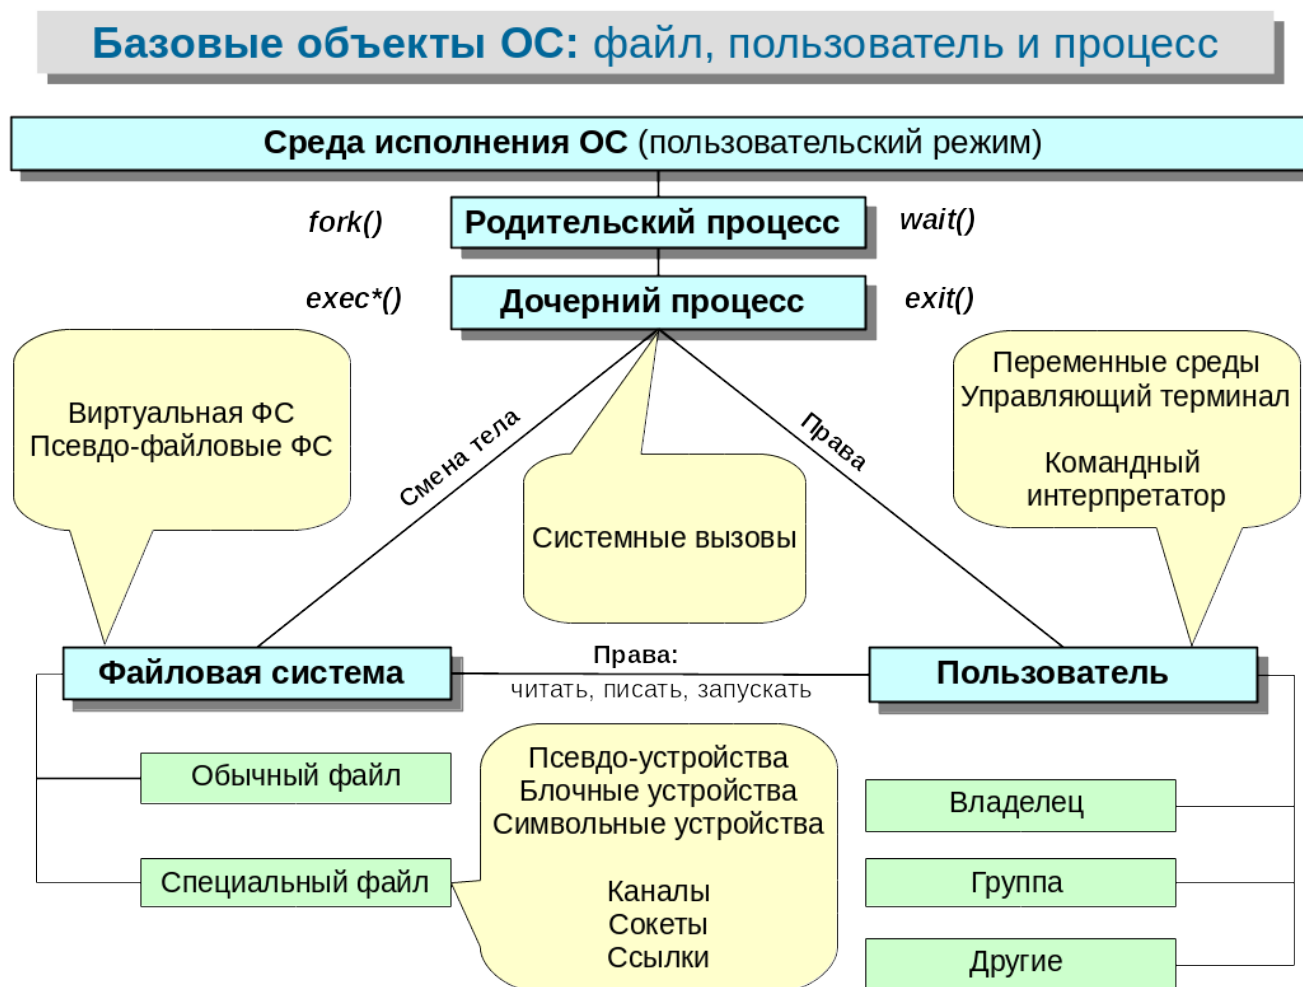 Базовые объекты ОС: файл, пользователь и процесс
Среда исполнения ОС (пользовательский режим)
fork()
Родительский процесс
wait()
exec*()
Дочерний процесс
exit()
Виртуальная ФС
Псевдо-файловые ФС
Смена тела
Системные вызовы
Права
Переменные среды
Управляющий терминал
Командный
интерпретатор
Файловая система
Права:
читать, писать, запускать
Пользователь
Обычный файл
Специальный файл
Псевдо-устройства
Блочные устройства
Символьные устройства
Каналы
Сокеты
Ссылки
Владелец
Группа
Другие